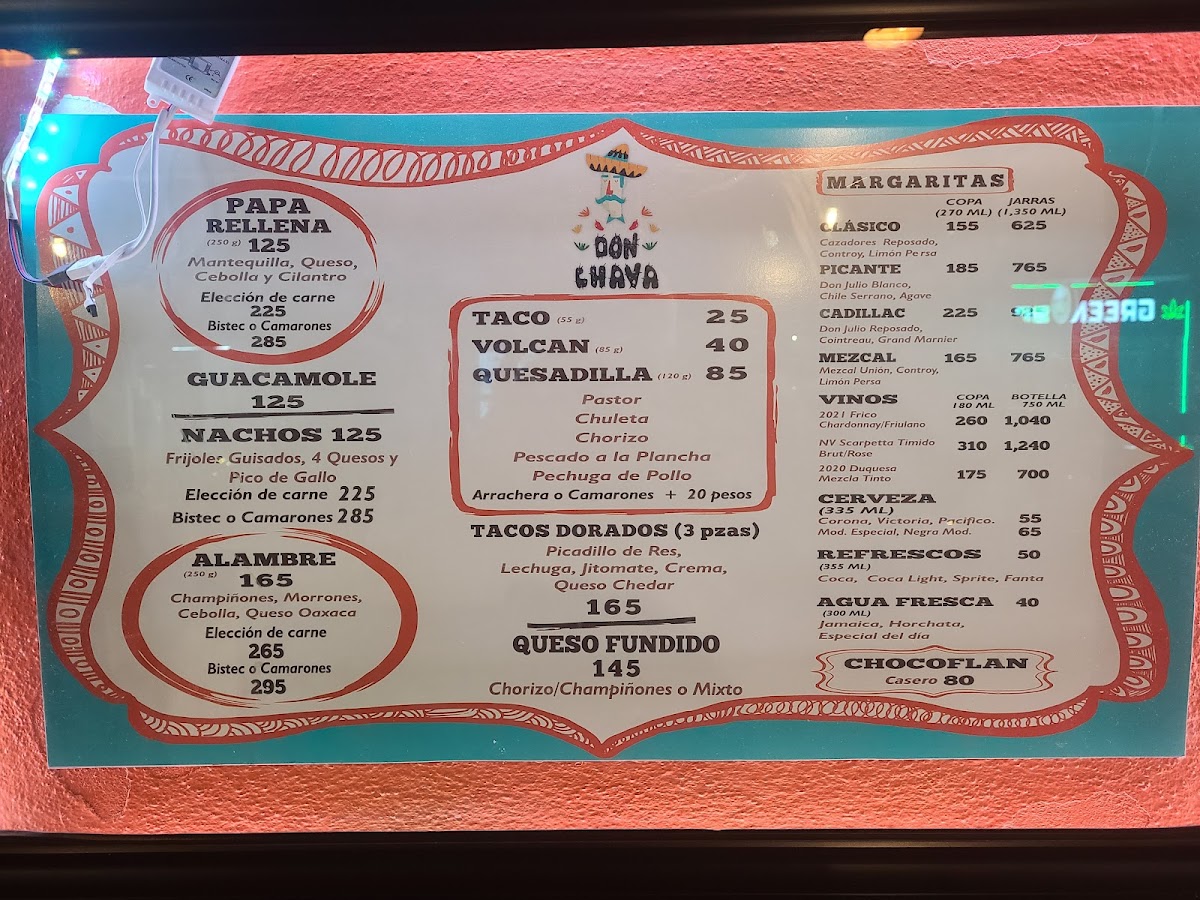 PAPA
RELLENA
(250 g) 125
Mantequilla, Queso,
Cebolla y Cilantro
Elección de carne
225
Bistec o Camarones
285
GUACAMOLE
125
NACHOS 125
Frijoles Guisados, 4 Quesos y
Pico de Gallo
Elección de carne 225
Bistec o Camarones 285
ALAMBRE
(250 g) 165
Champiñones, Morrones,
Cebolla, Queso Oaxaca
Elección de carne
265
Bistec o Camarones
295
DON
CHAVA
TACO (55 g) 25
VOLCAN (85 g) 40
QUESADILLA (120 g) 85
Pastor
Chuleta
Chorizo
Pescado a la Plancha
Pechuga de Pollo
Arrachera o Camarones + 20 pesos
TACOS DORADOS (3 pzas)
Picadillo de Res,
Lechuga, Jitomate, Crema,
Queso Chedar
165
QUESO FUNDIDO
145
Chorizo/Champiñones o Mixto
MARGARITAS
COPA JARRAS
(270 ML) (1,350 ML)
CLÁSICO 155 625
Cazadores Reposado,
Controy, Limón Persa
PICANTE 185 765
Don Julio Blanco,
Chile Serrano, Agave
CADILLAC 225
Don Julio Reposado,
Cointreau, Grand Marnier
MEZCAL 165 765
Mezcal Unión, Controy,
Limón Persa
VINOS COPA BOTELLA
180 ML 750 ML
2021 Frico
Chardonnay/Friulano 260 1,040
NV Scarpetta Timido
Brut/Rose 310 1,240
2020 Duquesa
Mezcla Tinto 175 700
CERVEZA
(335 ML)
Corona, Victoria, Pacifico. 55
Mod. Especial, Negra Mod. 65
REFRESCOS 50
(355 ML)
Coca, Coca Light, Sprite, Fanta
AGUA FRESCA 40
(300 ML)
Jamaica, Horchata,
Especial del día
CHOCOFLAN
Casero 80
GREEN